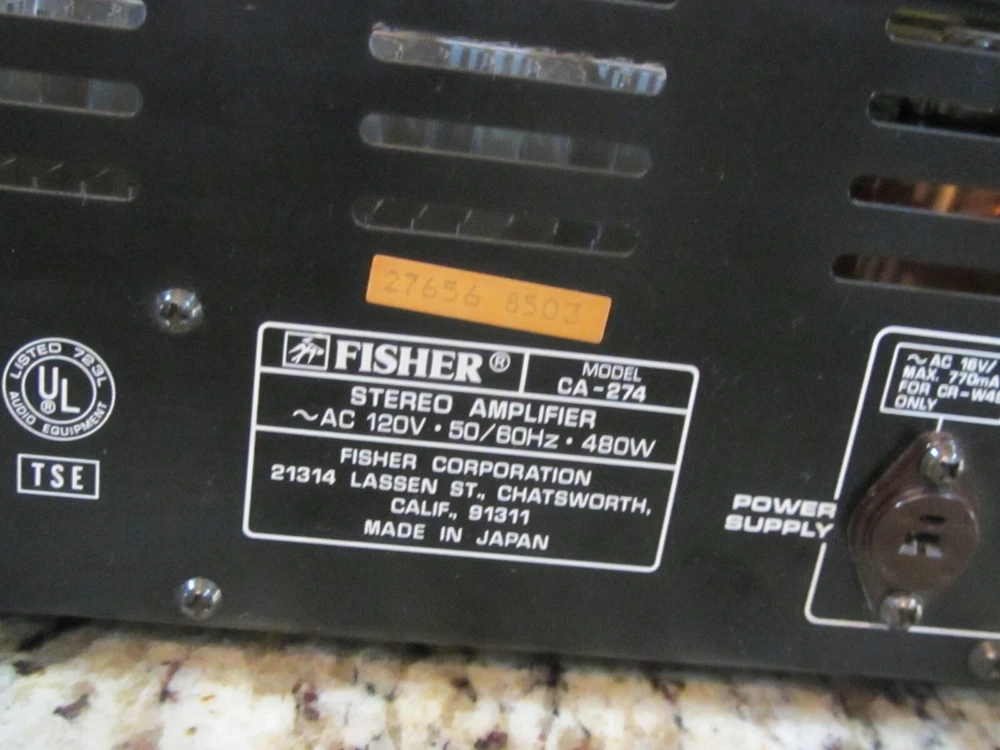 27656 8503
FISHER®
MODEL
CA-274
STEREO AMPLIFIER
~AC 120V · 50/60Hz · 480W
FISHER CORPORATION
21314 LASSEN ST., CHATSWORTH,
CALIF., 91311
MADE IN JAPAN
LISTED 723L
UL®
AUDIO EQUIPMENT
TSE
~AC 16V/
MAX. 770mA
FOR CR-W4
ONLY
POWER
SUPPLY